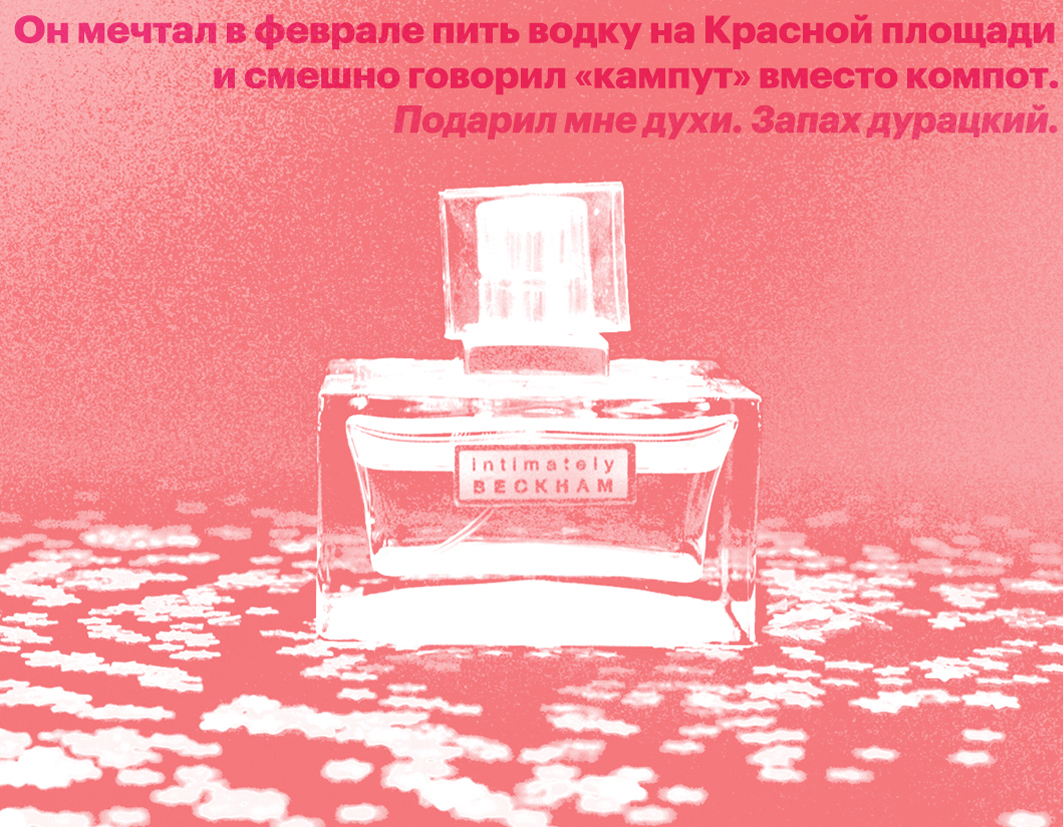 Он мечтал в феврале пить водку на Красной площади
и смешно говорил «кампут» вместо компот.
Подарил мне духи. Запах дурацкий.
intimately
BECKHAM